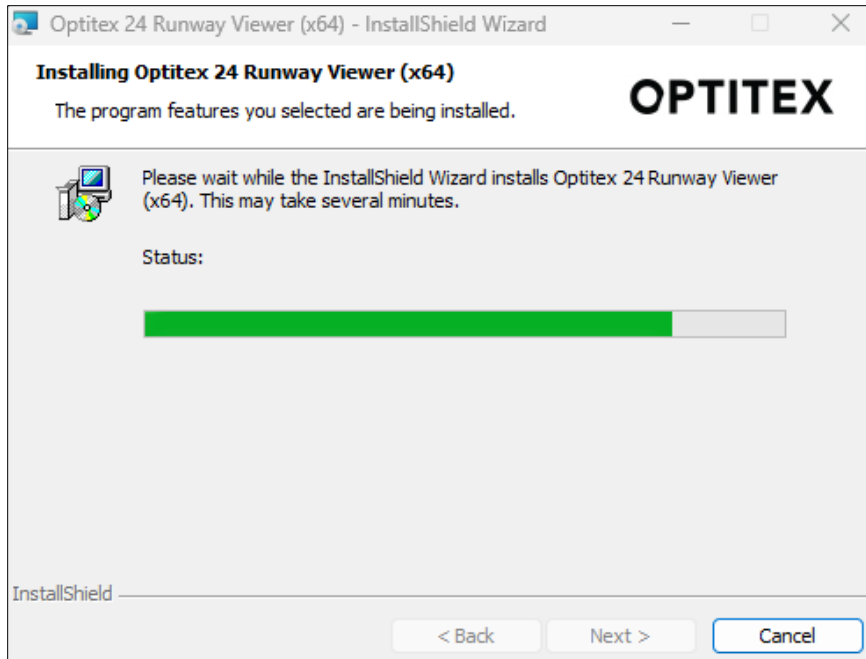 Optitex 24 Runway Viewer (x64) - InstallShield Wizard
Installing Optitex 24 Runway Viewer (x64)
The program features you selected are being installed.
OPTITEX
Please wait while the InstallShield Wizard installs Optitex 24 Runway Viewer
(x64). This may take several minutes.
Status:
InstallShield
< Back
Next >
Cancel